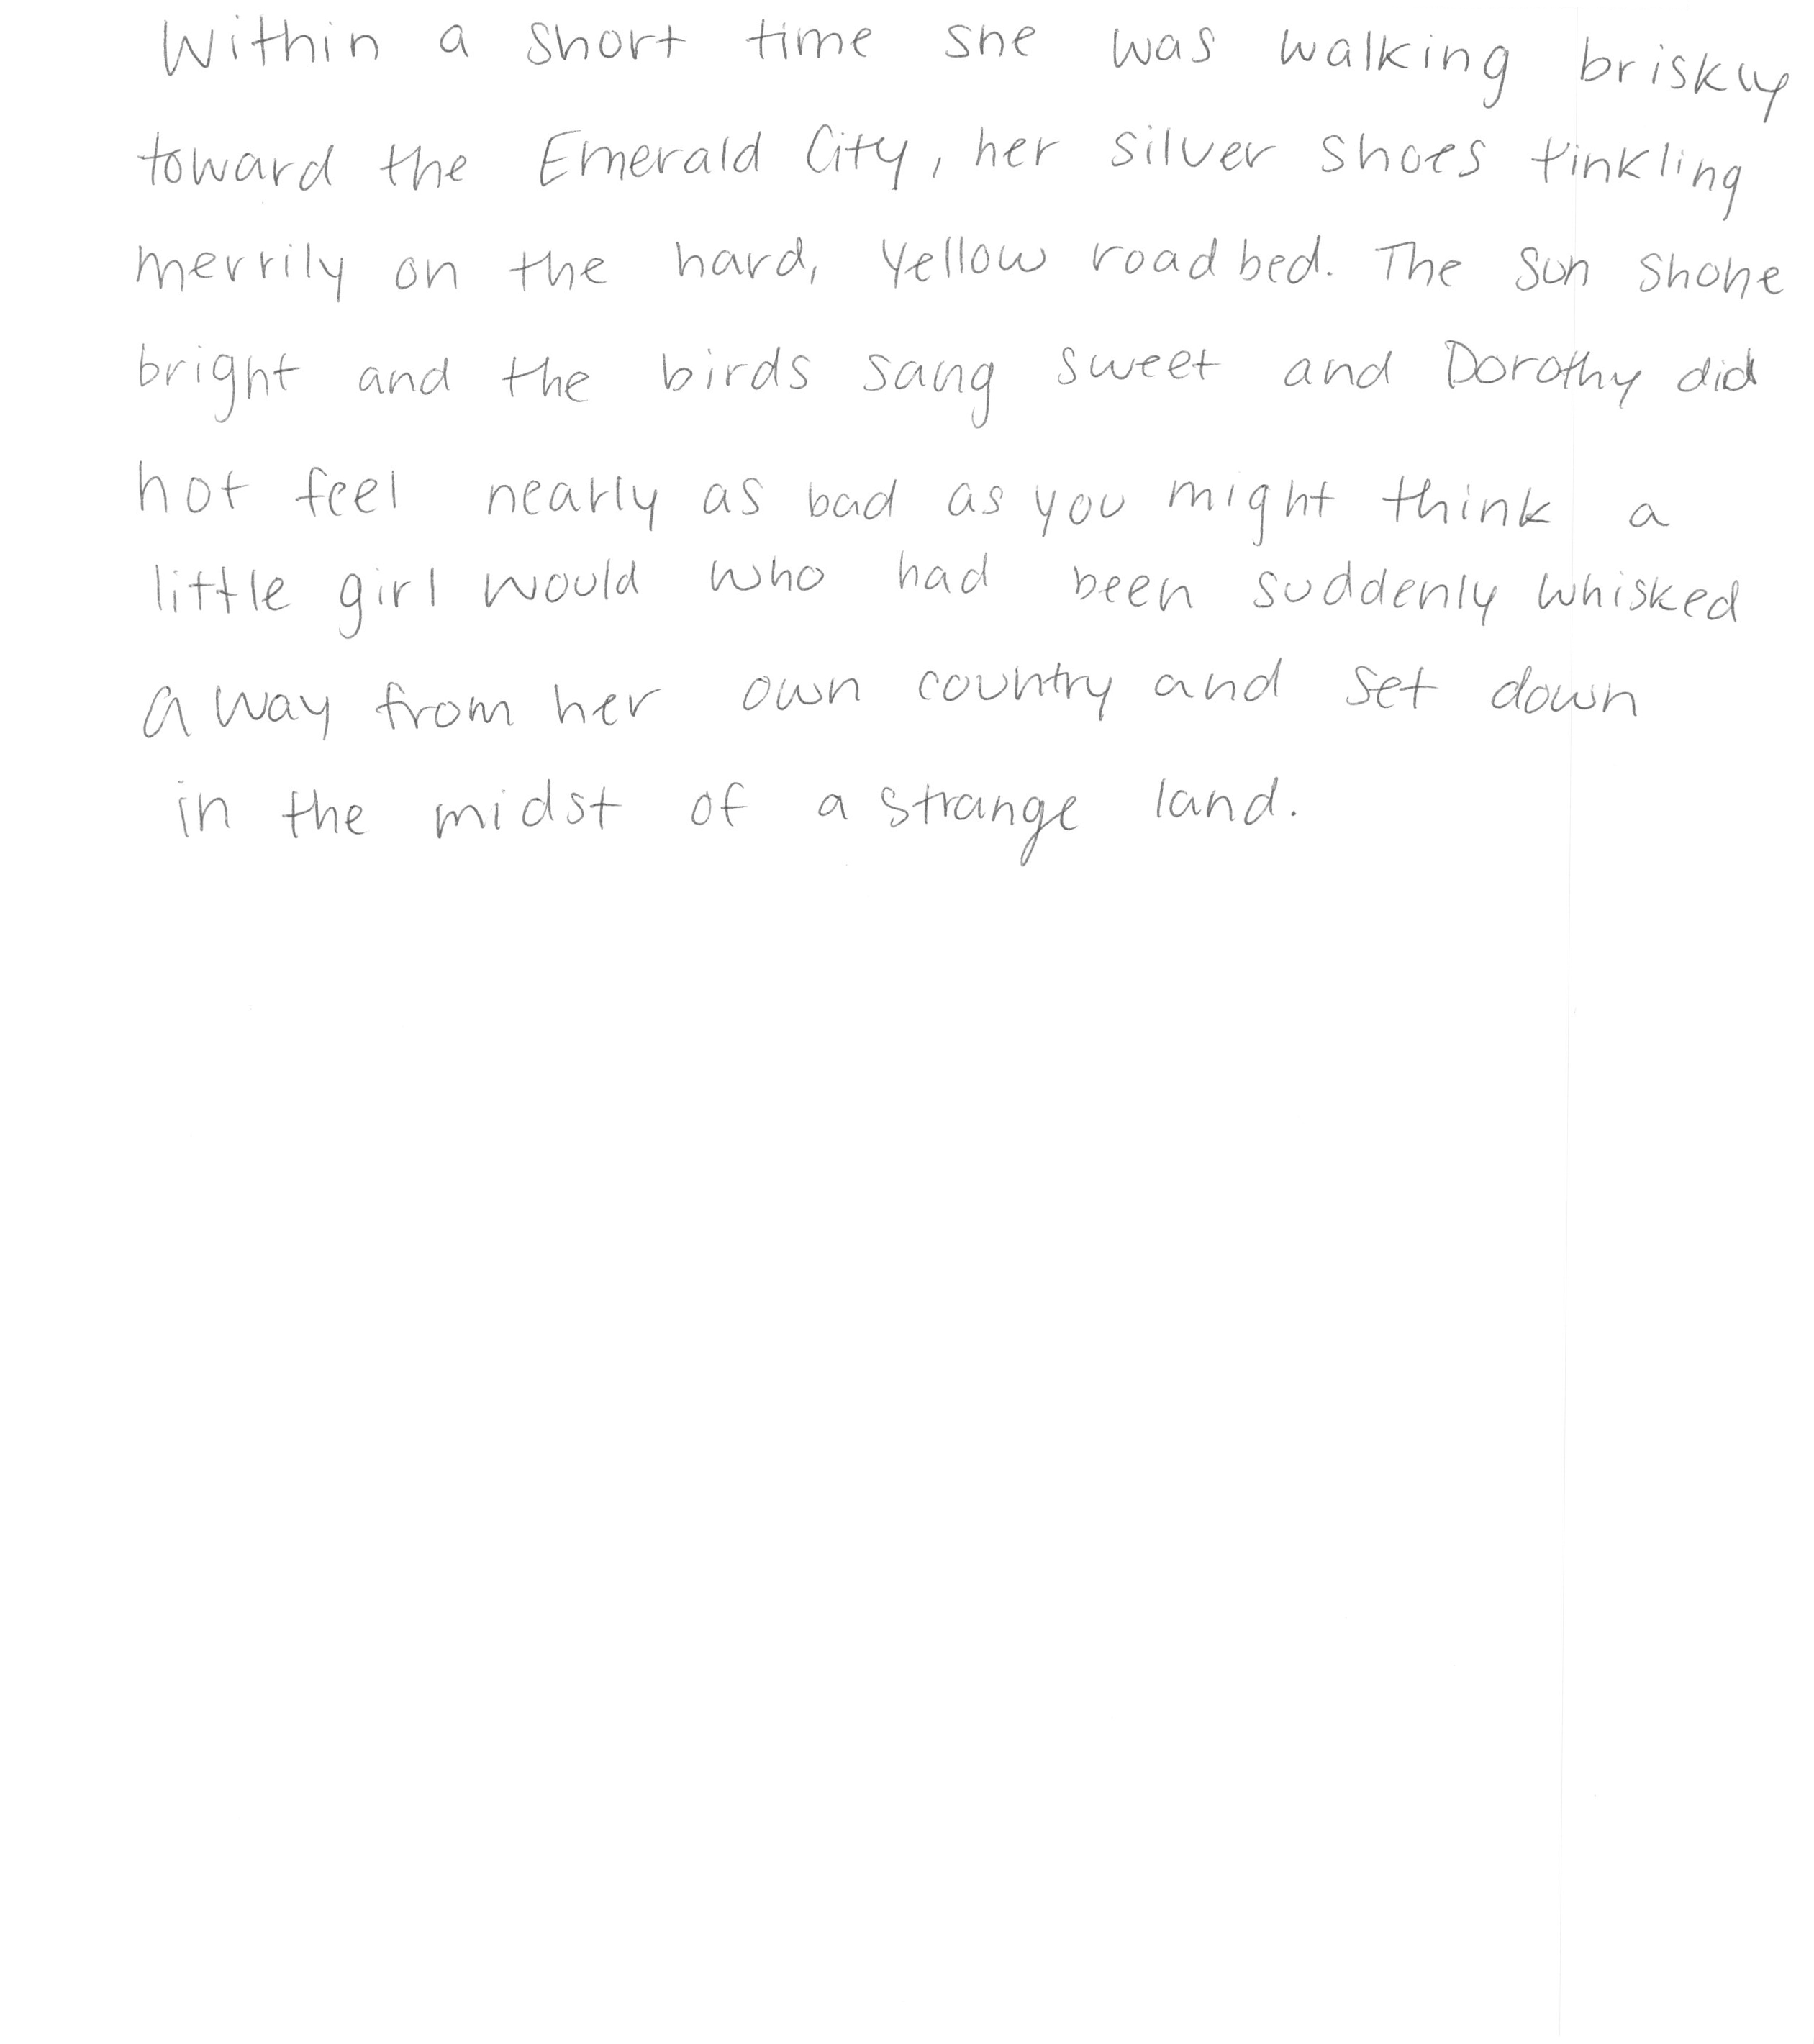 Within a short time she was walking briskly
toward the Emerald City, her silver shoes tinkling
merrily on the hard, yellow roadbed. The sun shone
bright and the birds sang sweet and Dorothy did
not feel nearly as bad as you might think a
little girl would who had been suddenly whisked
away from her own country and set down
in the midst of a strange land.